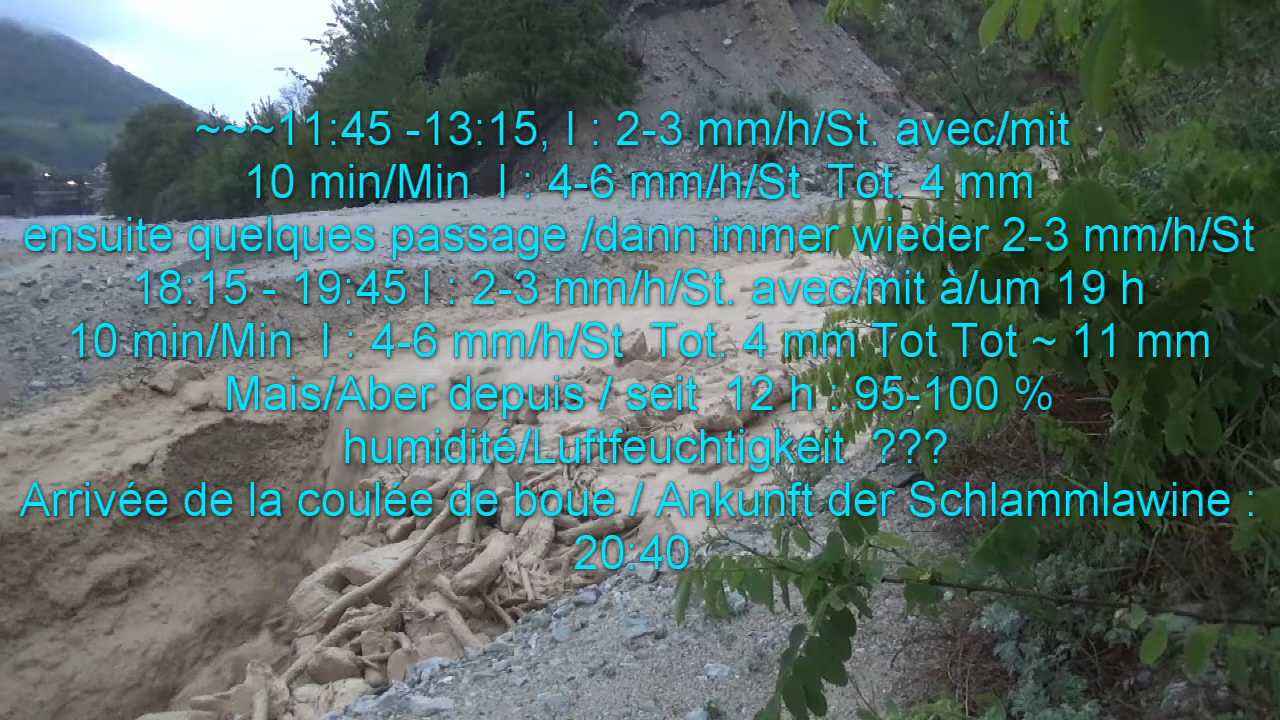 ~~~11:45 -13:15, I : 2-3 mm/h/St. avec/mit
10 min/Min  I : 4-6 mm/h/St  Tot. 4 mm
ensuite quelques passage /dann immer wieder 2-3 mm/h/St
18:15 - 19:45 I : 2-3 mm/h/St. avec/mit à/um 19 h
10 min/Min  I : 4-6 mm/h/St  Tot. 4 mm Tot Tot ~ 11 mm
Mais/Aber depuis / seit  12 h : 95-100 %
humidité/Luftfeuchtigkeit  ???
Arrivée de la coulée de boue / Ankunft der Schlammlawine :
20:40